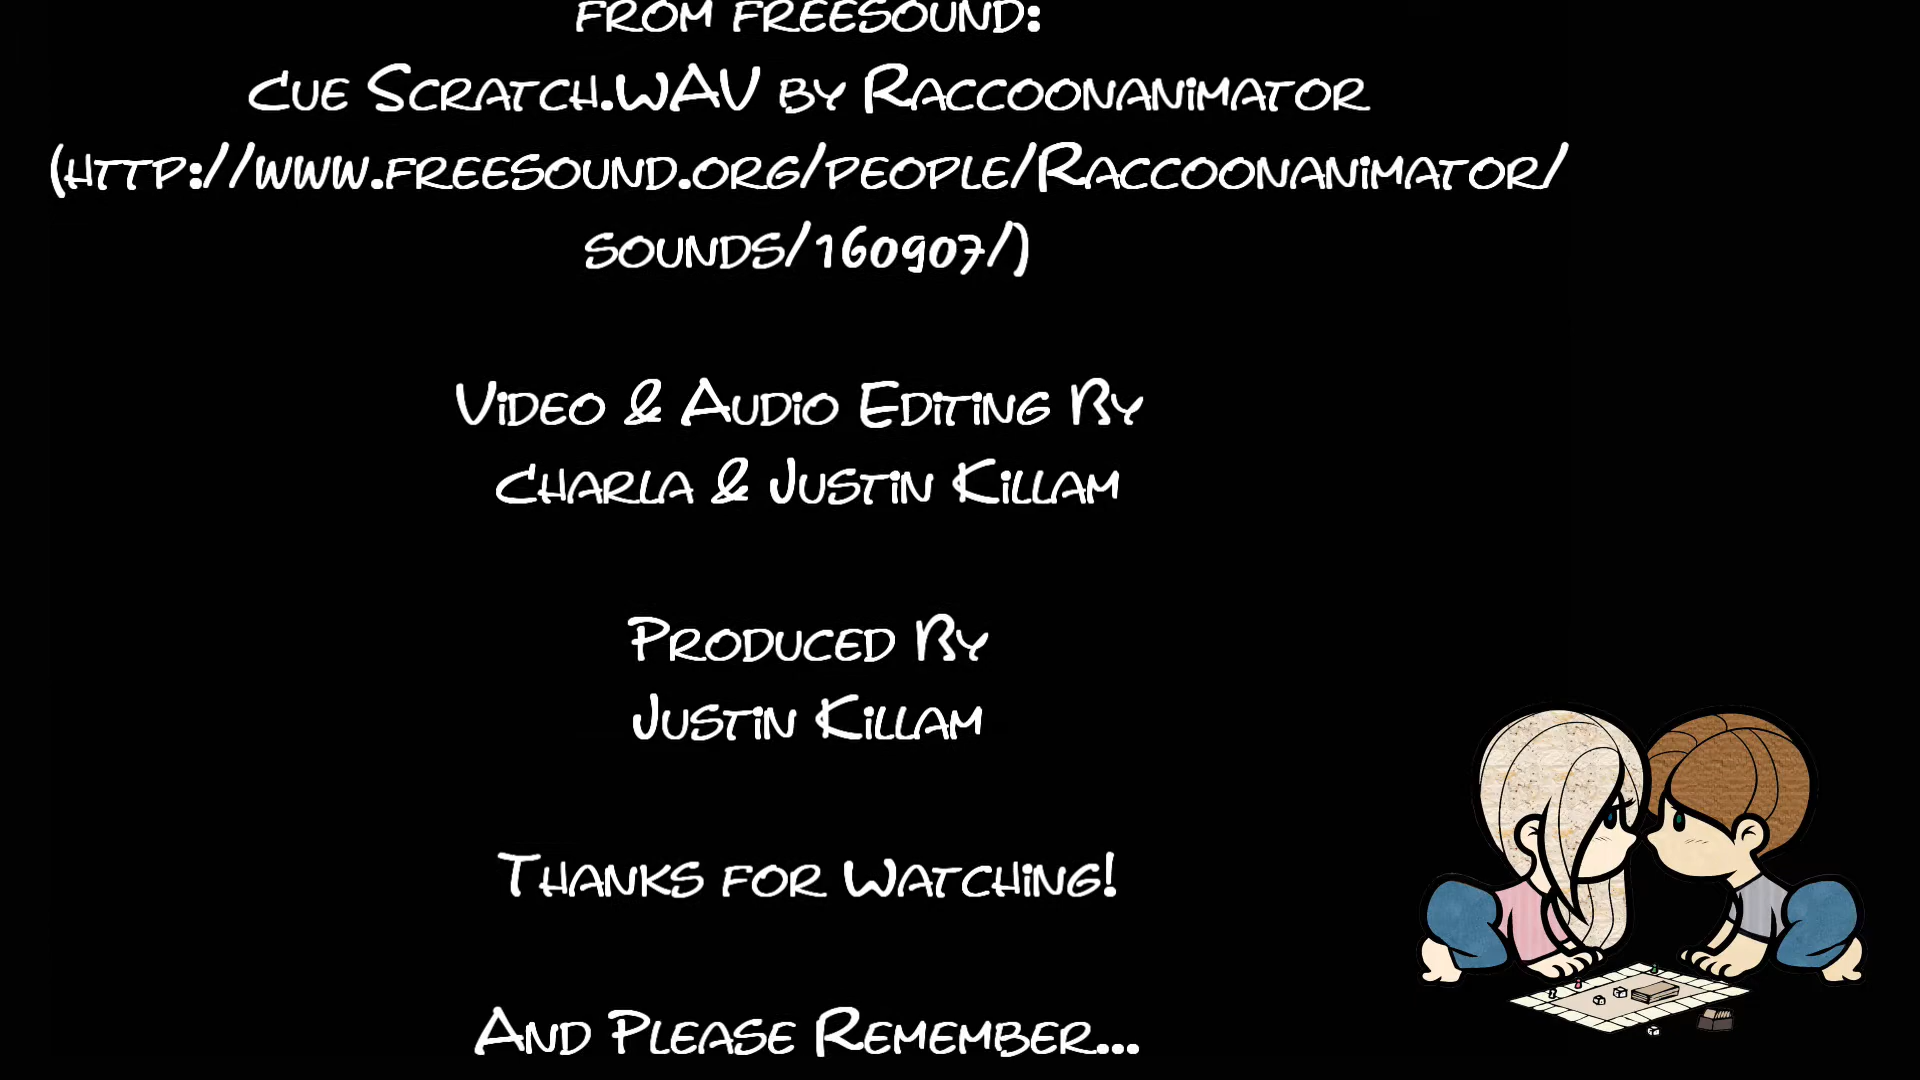 from freesound:
Cue Scratch.WAV by Raccoonanimator
(http://www.freesound.org/people/Raccoonanimator/
sounds/160907/)
Video & Audio Editing By
Charla & Justin Killam
Produced By
Justin Killam
Thanks for Watching!
And Please Remember...